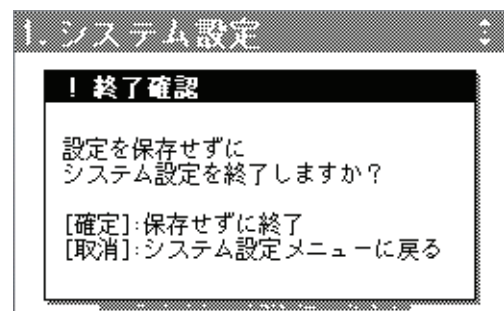 1. システム設定
! 終了確認
設定を保存せずに
システム設定を終了しますか?
[確定]:保存せずに終了
[取消]:システム設定メニューに戻る